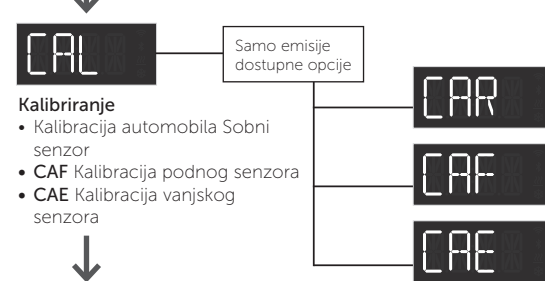 CAL
Samo emisije
dostupne opcije
Kalibriranje
• Kalibracija automobila Sobni
senzor
• CAF Kalibracija podnog senzora
• CAE Kalibracija vanjskog
senzora
CAR
CAF
CAE